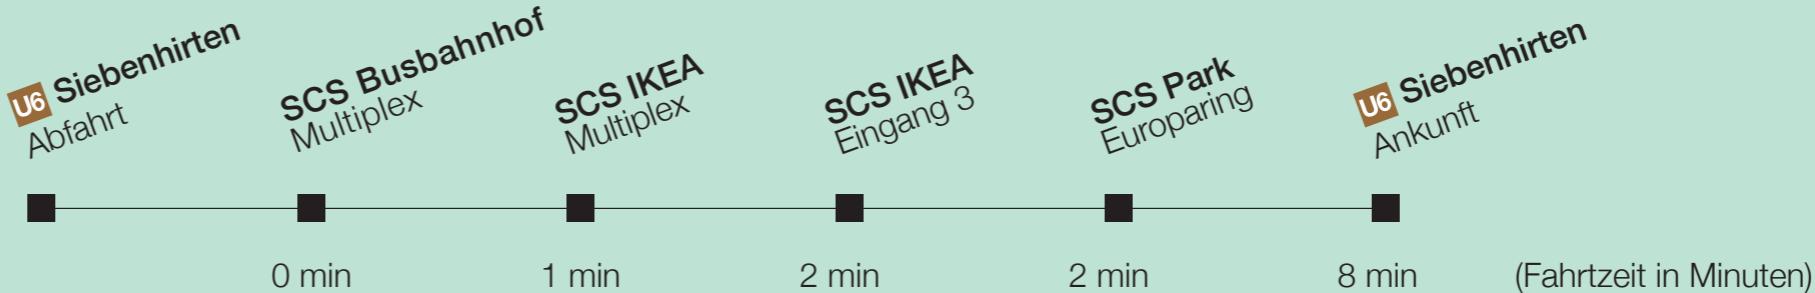 U6 Siebenhirten
Abfahrt
SCS Busbahnhof
Multiplex
SCS IKEA
Multiplex
SCS IKEA
Eingang 3
SCS Park
Europaring
U6 Siebenhirten
Ankunft
0 min
1 min
2 min
2 min
8 min
(Fahrtzeit in Minuten)